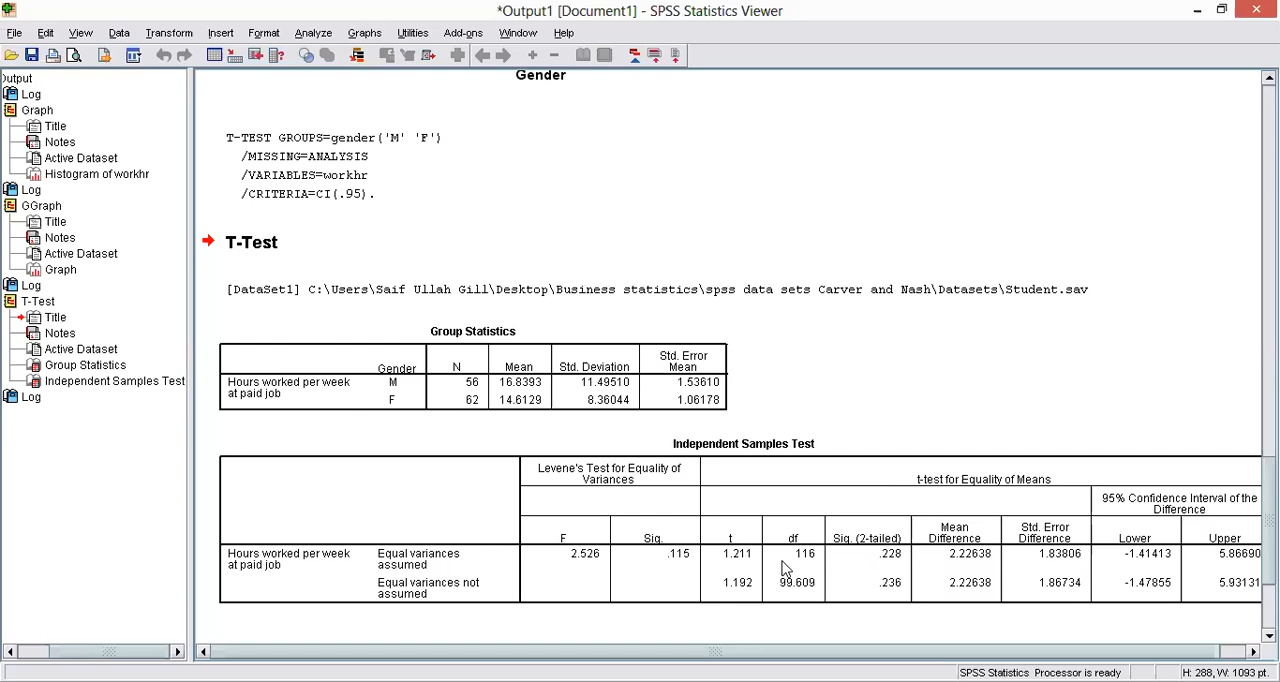 *Output1 [Document1] - SPSS Statistics Viewer
File Edit View Data Transform Insert Format Analyze Graphs Utilities Add-ons Window Help
Output
Log
Graph
Title
Notes
Active Dataset
Histogram of workhr
Log
GGraph
Title
Notes
Active Dataset
Graph
Log
T-Test
Title
Notes
Active Dataset
Group Statistics
Independent Samples Test
Log
Gender
T-TEST GROUPS=gender('M' 'F')
/MISSING=ANALYSIS
/VARIABLES=workhr
/CRITERIA=CI(.95).
T-Test
[DataSet1] C:\Users\Saif Ullah Gill\Desktop\Business statistics\spss data sets Carver and Nash\Datasets\Student.sav
Group Statistics
Gender N Mean Std. Deviation Std. Error Mean
Hours worked per week at paid job M 56 16.8393 11.49510 1.53610
F 62 14.6129 8.36044 1.06178
Independent Samples Test
Levene's Test for Equality of Variances
t-test for Equality of Means
95% Confidence Interval of the Difference
F Sig. t df Sig. (2-tailed) Mean Difference Std. Error Difference Lower Upper
Hours worked per week at paid job Equal variances assumed 2.526 .115 1.211 116 .228 2.22638 1.83806 -1.41413 5.86690
Equal variances not assumed 1.192 99.609 .236 2.22638 1.86734 -1.47855 5.93131
SPSS Statistics Processor is ready H: 288, W: 1093 pt.